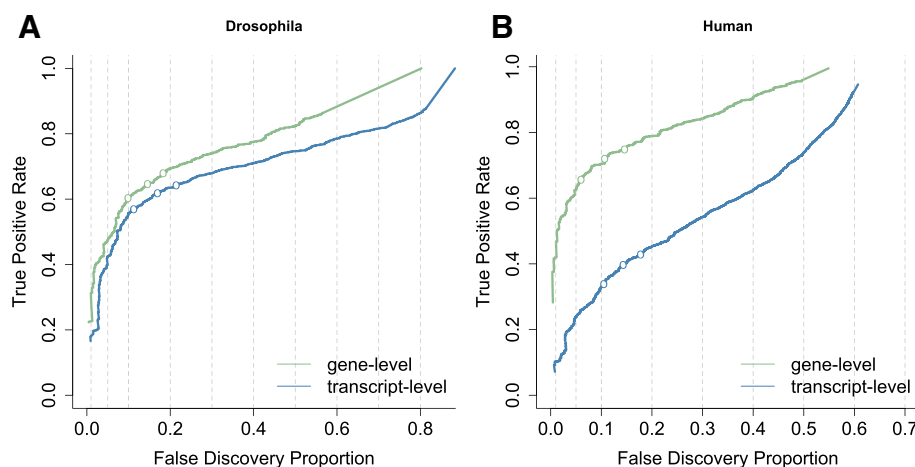 A
Drosophila
True Positive Rate
1.0
0.8
0.6
0.4
0.2
0.0
gene-level
transcript-level
0.0 0.2 0.4 0.6 0.8
False Discovery Proportion
B
Human
True Positive Rate
1.0
0.8
0.6
0.4
0.2
0.0
gene-level
transcript-level
0.0 0.1 0.2 0.3 0.4 0.5 0.6 0.7
False Discovery Proportion